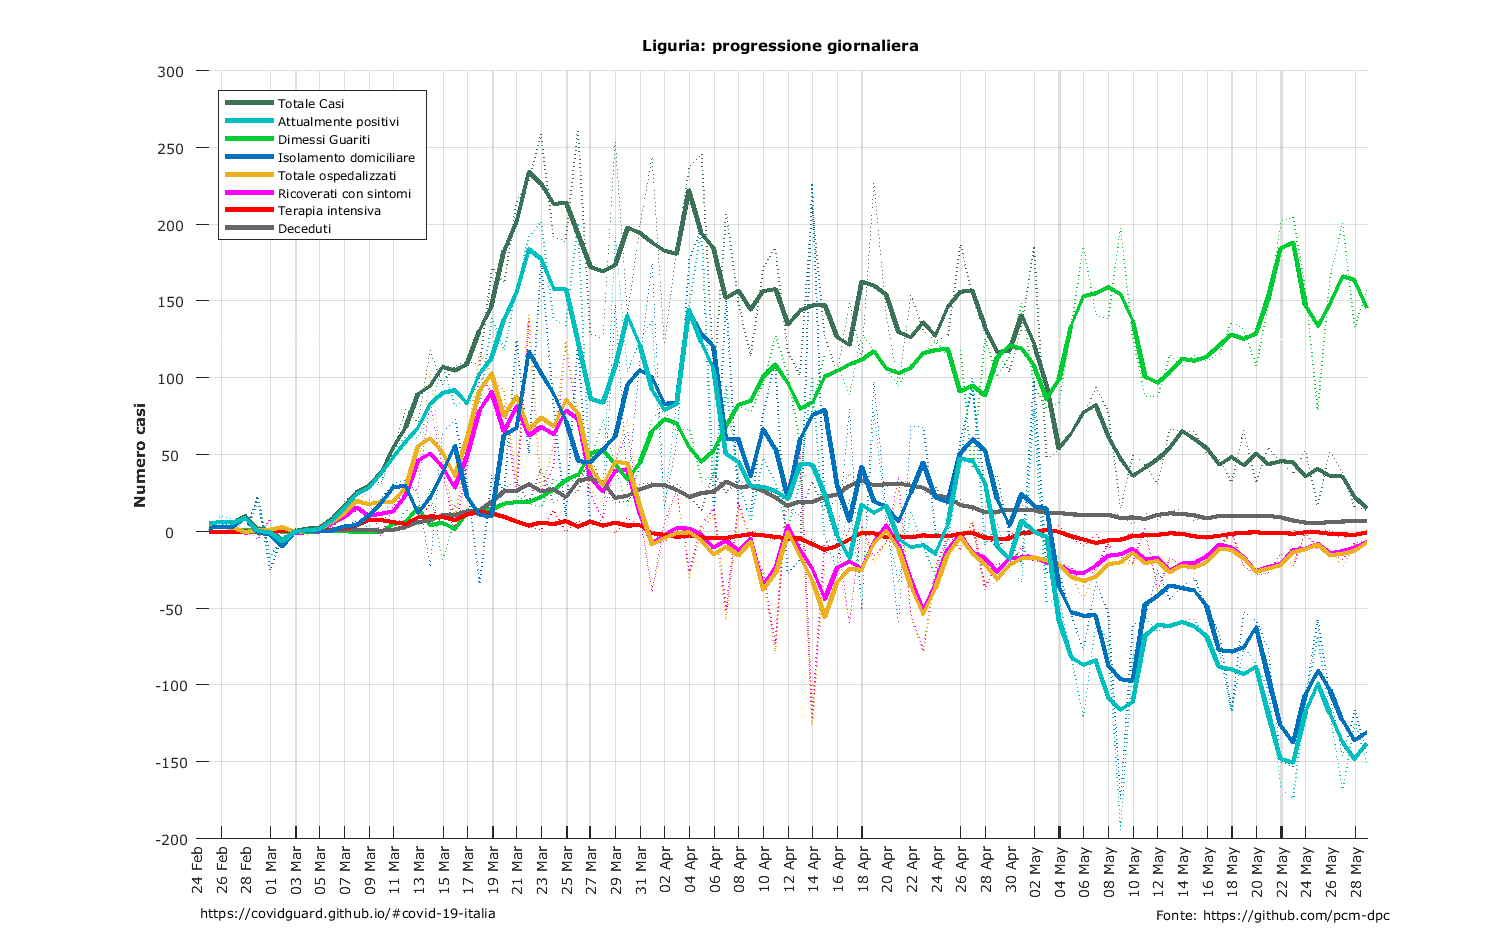 Liguria: progressione giornaliera
300
250
200
150
100
50
0
-50
-100
-150
-200
Numero casi
Totale Casi
Attualmente positivi
Dimessi Guariti
Isolamento domiciliare
Totale ospedalizzati
Ricoverati con sintomi
Terapia intensiva
Deceduti
24 Feb
26 Feb
28 Feb
01 Mar
03 Mar
05 Mar
07 Mar
09 Mar
11 Mar
13 Mar
15 Mar
17 Mar
19 Mar
21 Mar
23 Mar
25 Mar
27 Mar
29 Mar
31 Mar
02 Apr
04 Apr
06 Apr
08 Apr
10 Apr
12 Apr
14 Apr
16 Apr
18 Apr
20 Apr
22 Apr
24 Apr
26 Apr
28 Apr
30 Apr
02 May
04 May
06 May
08 May
10 May
12 May
14 May
16 May
18 May
20 May
22 May
24 May
26 May
28 May
https://covidguard.github.io/#covid-19-italia
Fonte: https://github.com/pcm-dpc